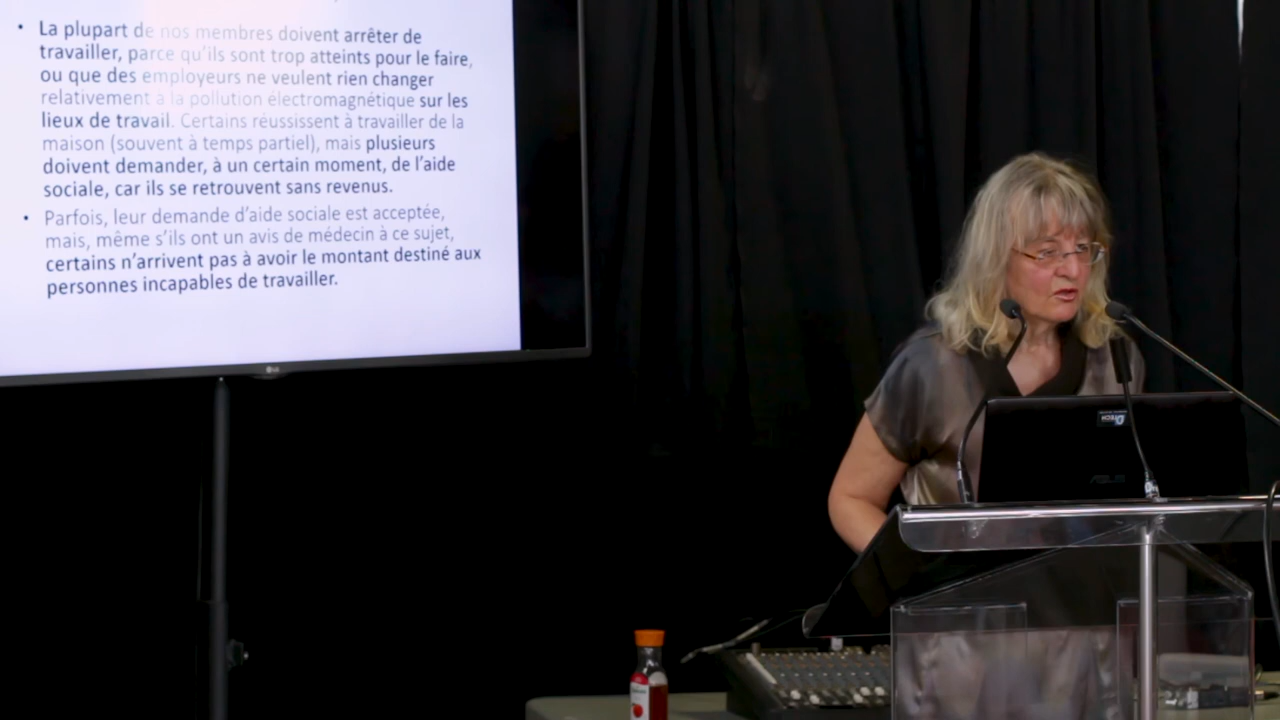 • La plupart de nos membres doivent arrêter de
travailler, parce qu'ils sont trop atteints pour le faire,
ou que des employeurs ne veulent rien changer
relativement à la pollution électromagnétique sur les
lieux de travail. Certains réussissent à travailler de la
maison (souvent à temps partiel), mais plusieurs
doivent demander, à un certain moment, de l'aide
sociale, car ils se retrouvent sans revenus.
• Parfois, leur demande d'aide sociale est acceptée,
mais, même s'ils ont un avis de médecin à ce sujet,
certains n'arrivent pas à avoir le montant destiné aux
personnes incapables de travailler.
LG
ASUS